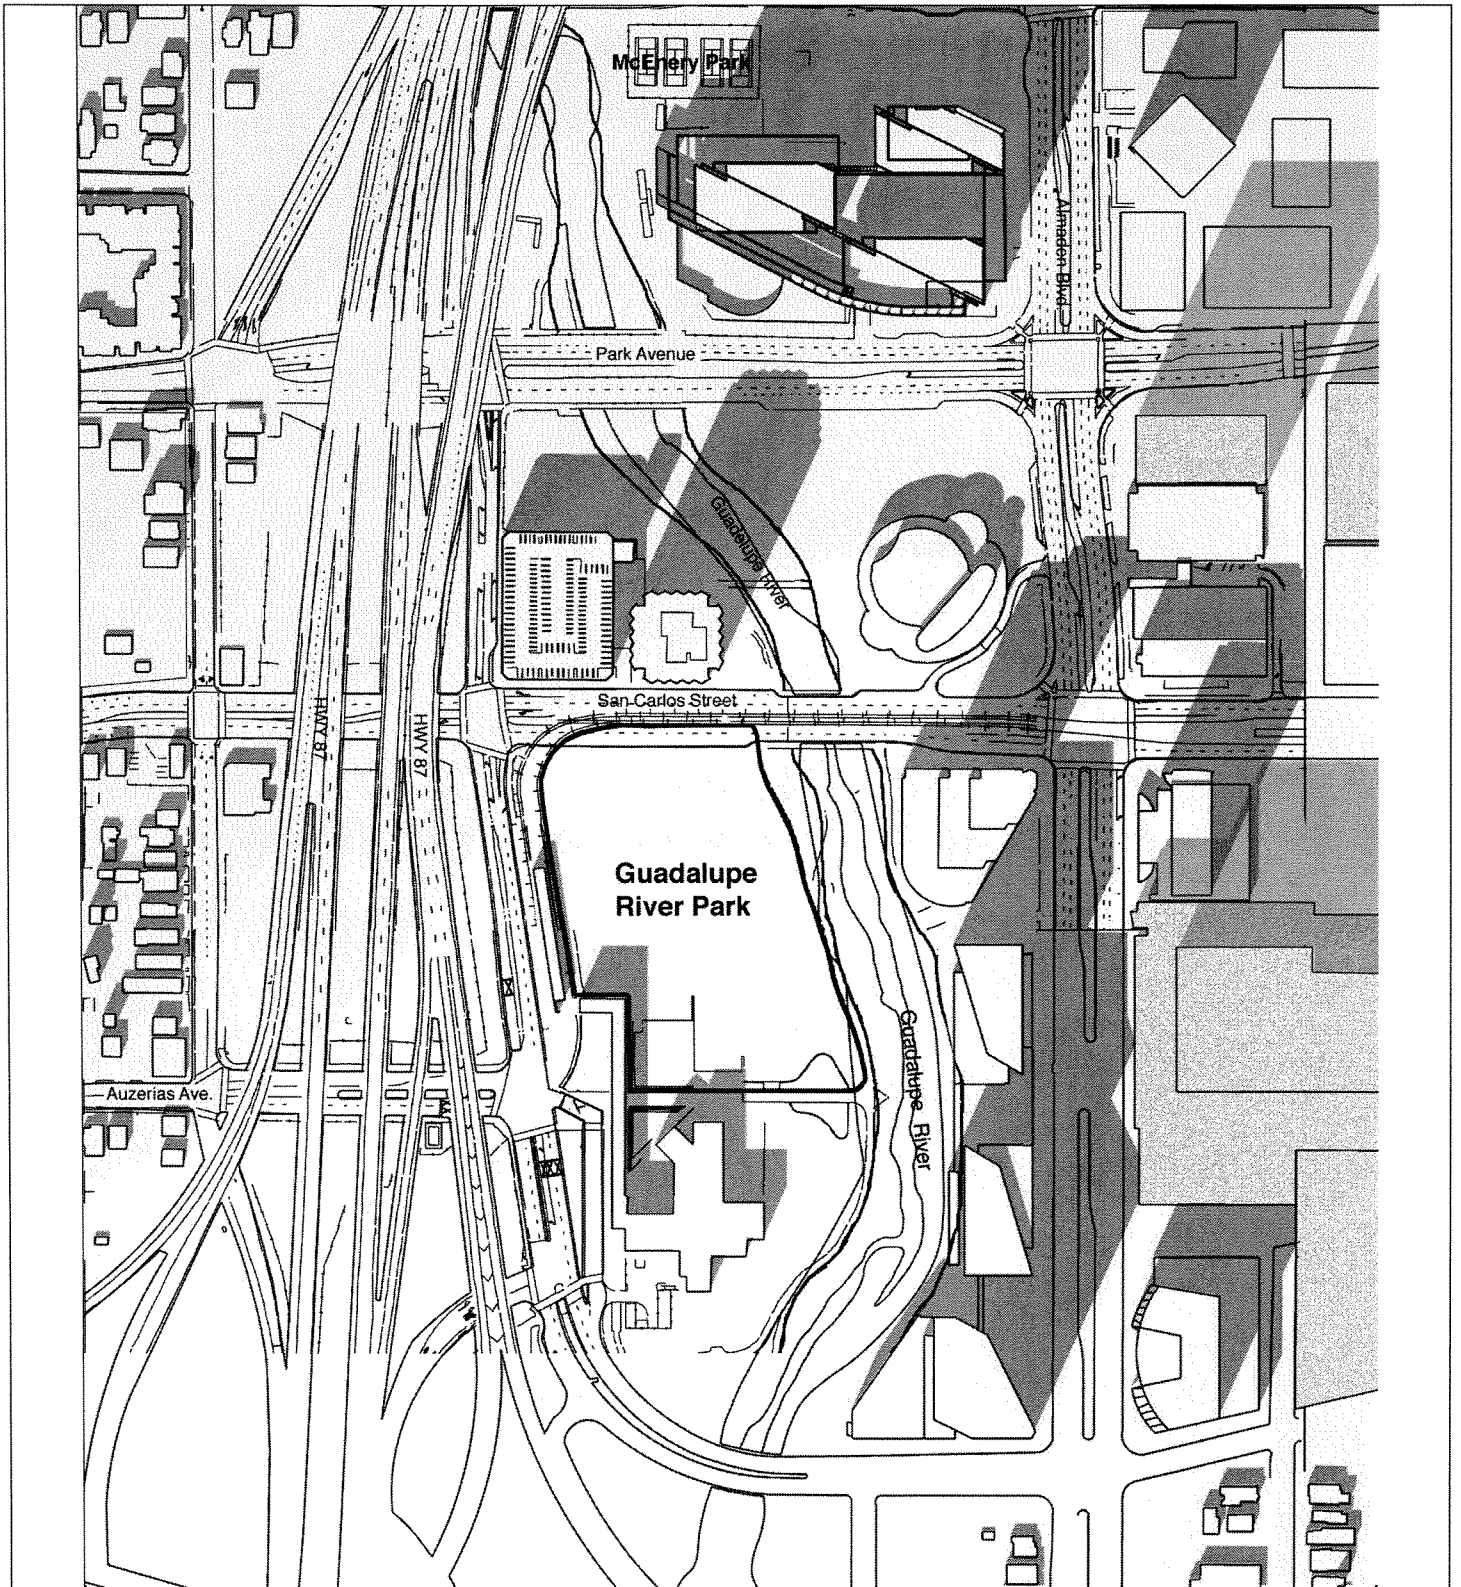 McEnery Park
Almaden Blvd
Park Avenue
Guadalupe River
San Carlos Street
HWY 87
HWY 87
Guadalupe
River Park
Guadalupe River
Auzerias Ave.